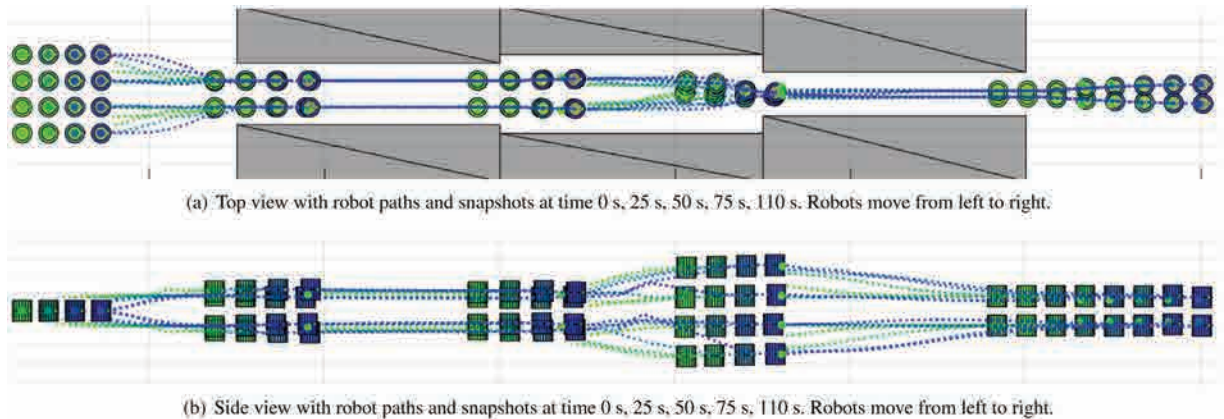 (a) Top view with robot paths and snapshots at time 0 s, 25 s, 50 s, 75 s, 110 s. Robots move from left to right.
(b) Side view with robot paths and snapshots at time 0 s, 25 s, 50 s, 75 s, 110 s. Robots move from left to right.